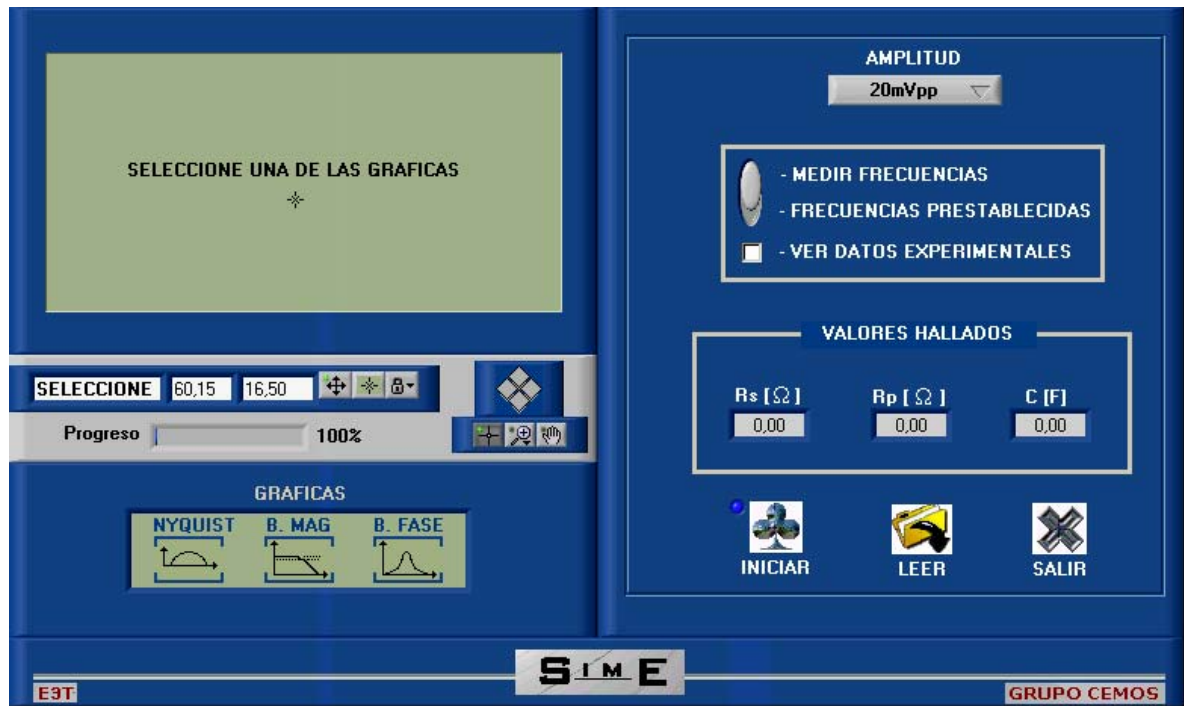 SELECCIONE UNA DE LAS GRAFICAS
SELECCIONE 60,15 16,50
Progreso 100%
GRAFICAS
NYQUIST B. MAG B. FASE
AMPLITUD
20mVpp
- MEDIR FRECUENCIAS
- FRECUENCIAS PRESTABLECIDAS
- VER DATOS EXPERIMENTALES
VALORES HALLADOS
Rs [Ω] Rp [Ω] C [F]
0,00 0,00 0,00
INICIAR LEER SALIR
SIME
E3T GRUPO CEMOS